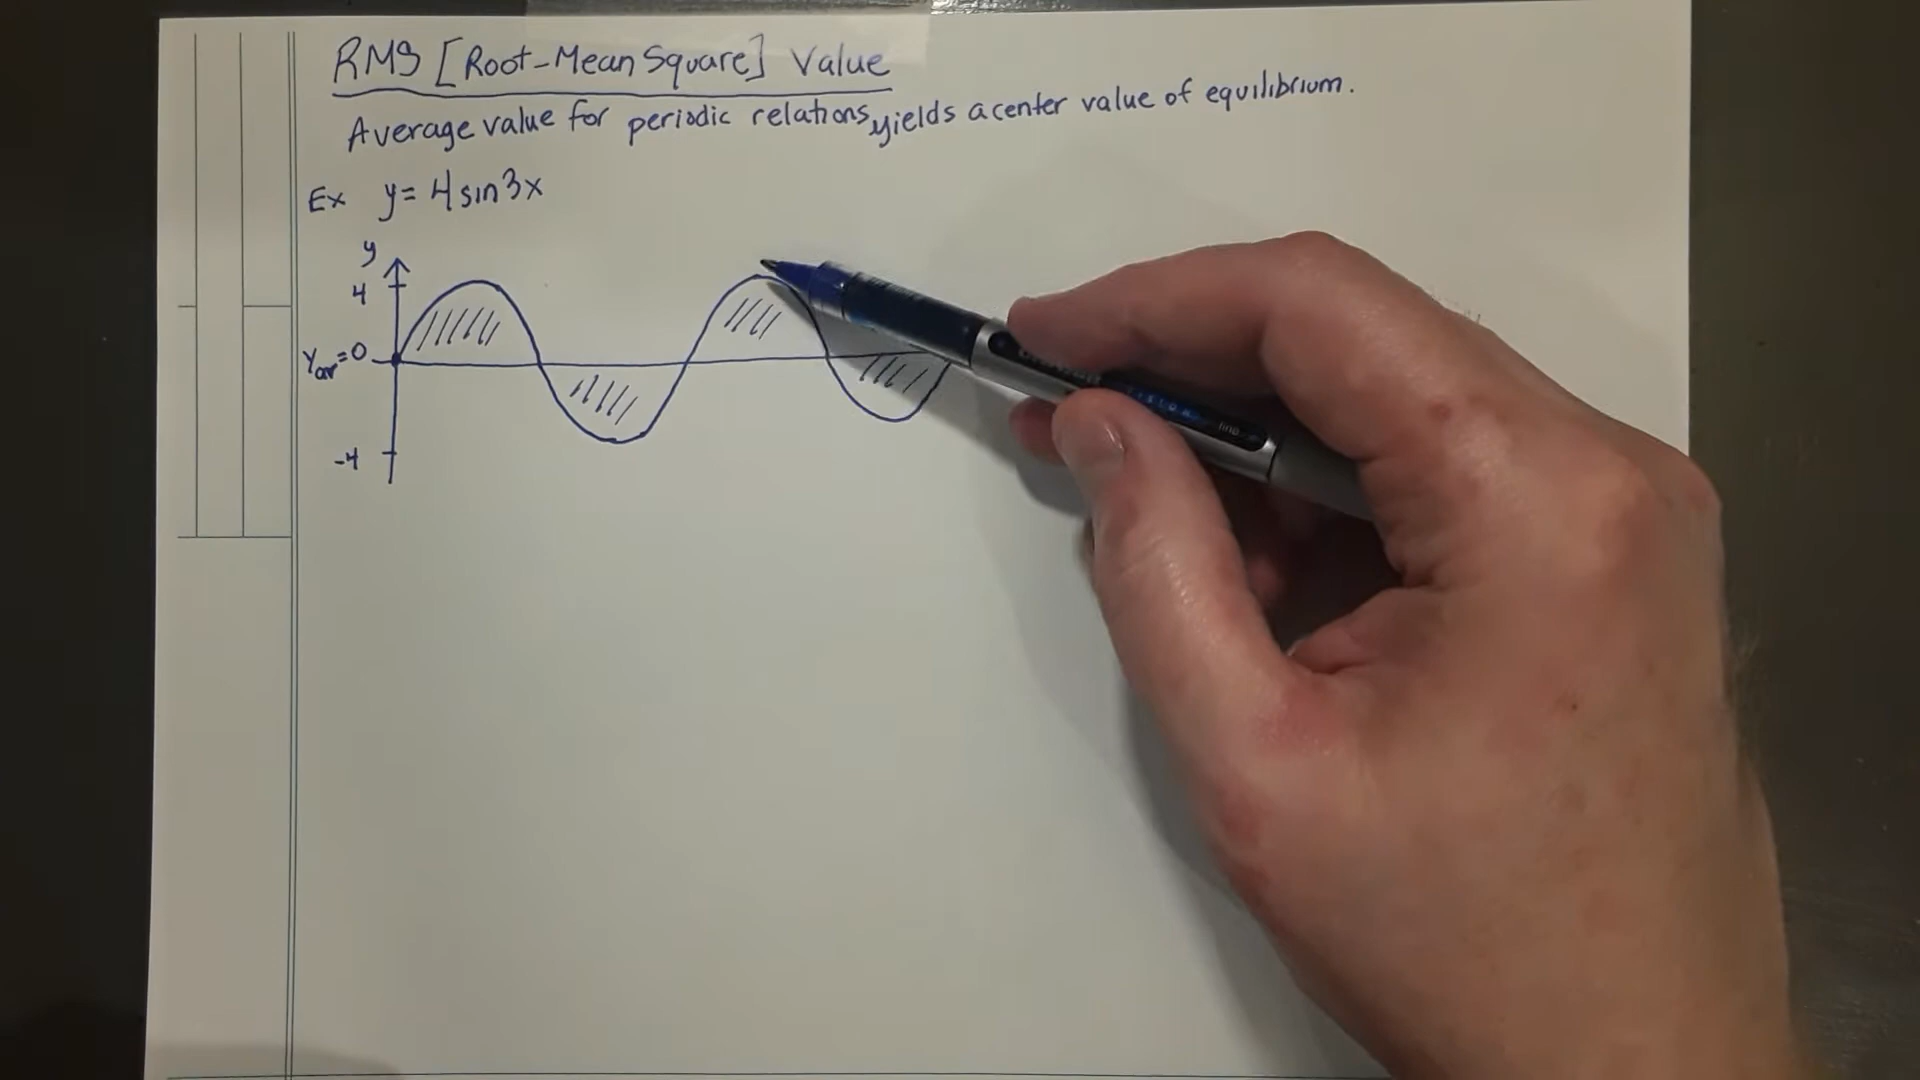 RMS [Root-Mean Square] Value
Average value for periodic relations, yields a center value of equilibrium.
Ex y = 4 sin 3x
y
4
Yav = 0
-4
fine